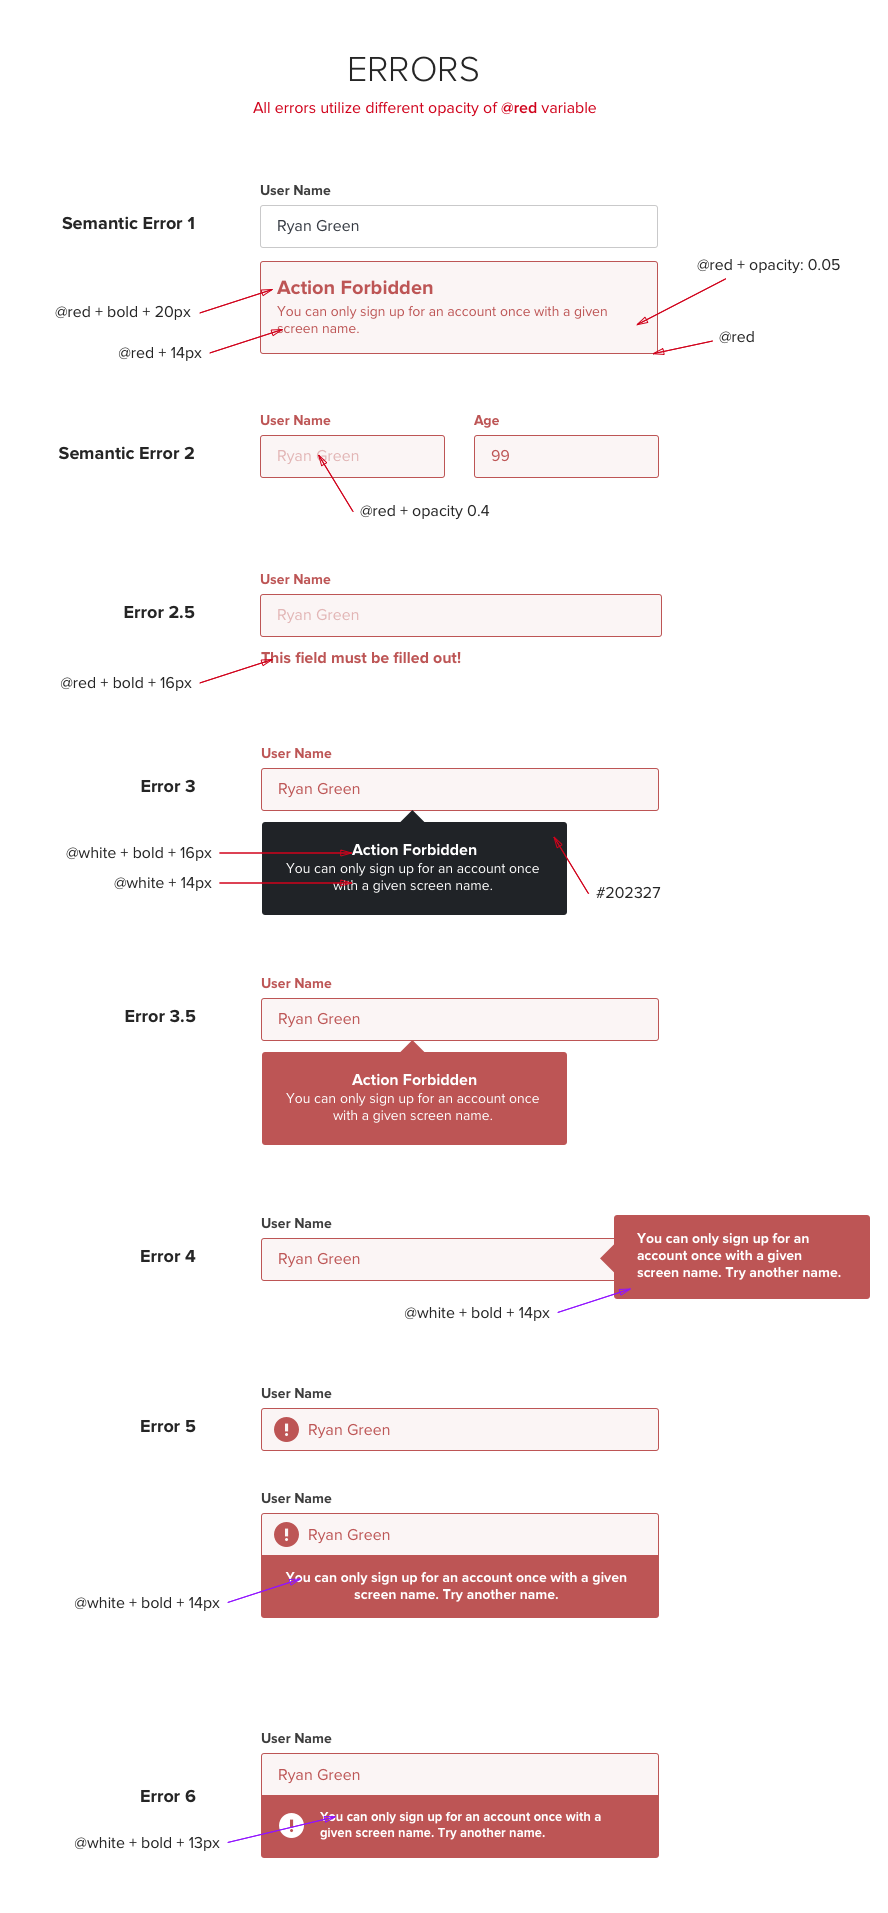 ERRORS
All errors utilize different opacity of @red variable
User Name
Semantic Error 1
Ryan Green
@red + opacity: 0.05
Action Forbidden
@red + bold + 20px
You can only sign up for an account once with a given
screen name.
@red + 14px
@red
User Name
Age
Semantic Error 2
Ryan Green
99
@red + opacity 0.4
User Name
Error 2.5
Ryan Green
This field must be filled out!
@red + bold + 16px
User Name
Error 3
Ryan Green
@white + bold + 16px
Action Forbidden
You can only sign up for an account once
with a given screen name.
@white + 14px
#202327
User Name
Error 3.5
Ryan Green
Action Forbidden
You can only sign up for an account once
with a given screen name.
User Name
Error 4
Ryan Green
You can only sign up for an
account once with a given
screen name. Try another name.
@white + bold + 14px
User Name
Error 5
Ryan Green
User Name
Ryan Green
You can only sign up for an account once with a given
screen name. Try another name.
@white + bold + 14px
User Name
Ryan Green
Error 6
You can only sign up for an account once with a
given screen name. Try another name.
@white + bold + 13px